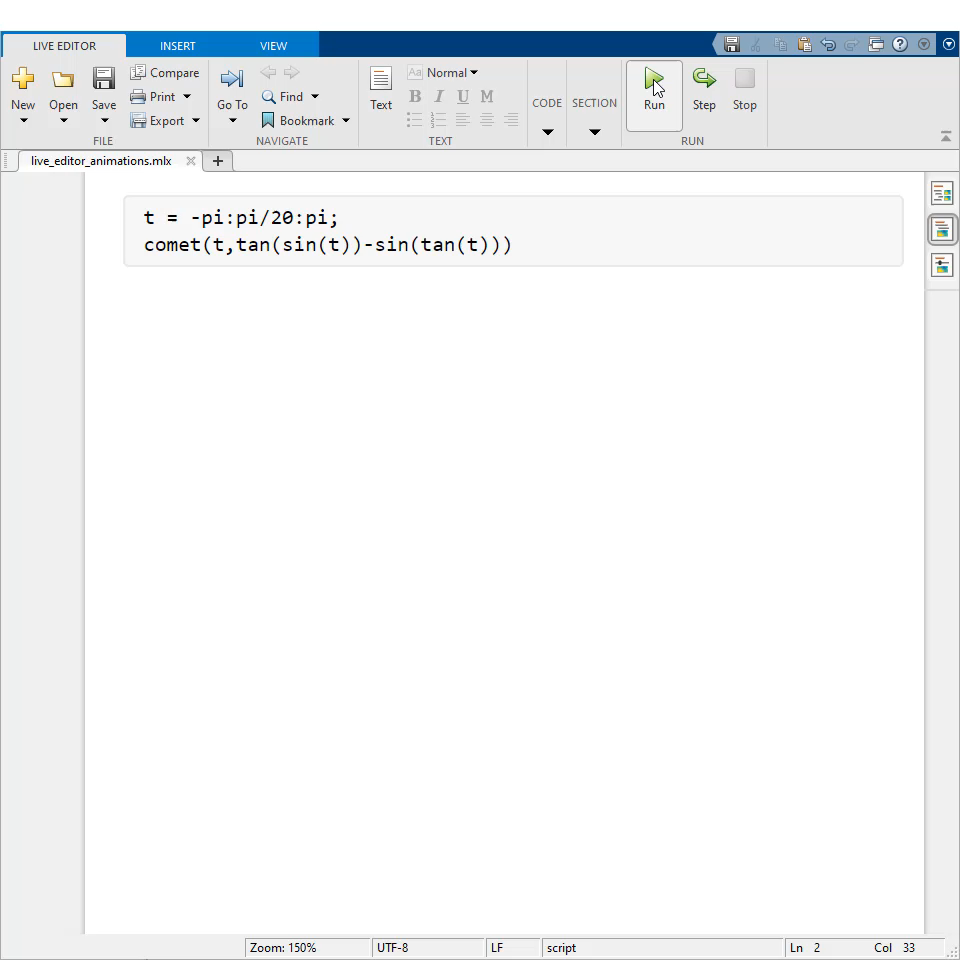 LIVE EDITOR INSERT VIEW
New
Open
Save
Compare
Print
Export
FILE
Go To
Find
Bookmark
NAVIGATE
Text
Aa Normal
B I U M
TEXT
CODE
SECTION
Run
Step
Stop
RUN
live_editor_animations.mlx
t = -pi:pi/20:pi;
comet(t,tan(sin(t))-sin(tan(t)))
Zoom: 150% UTF-8 LF script Ln 2 Col 33